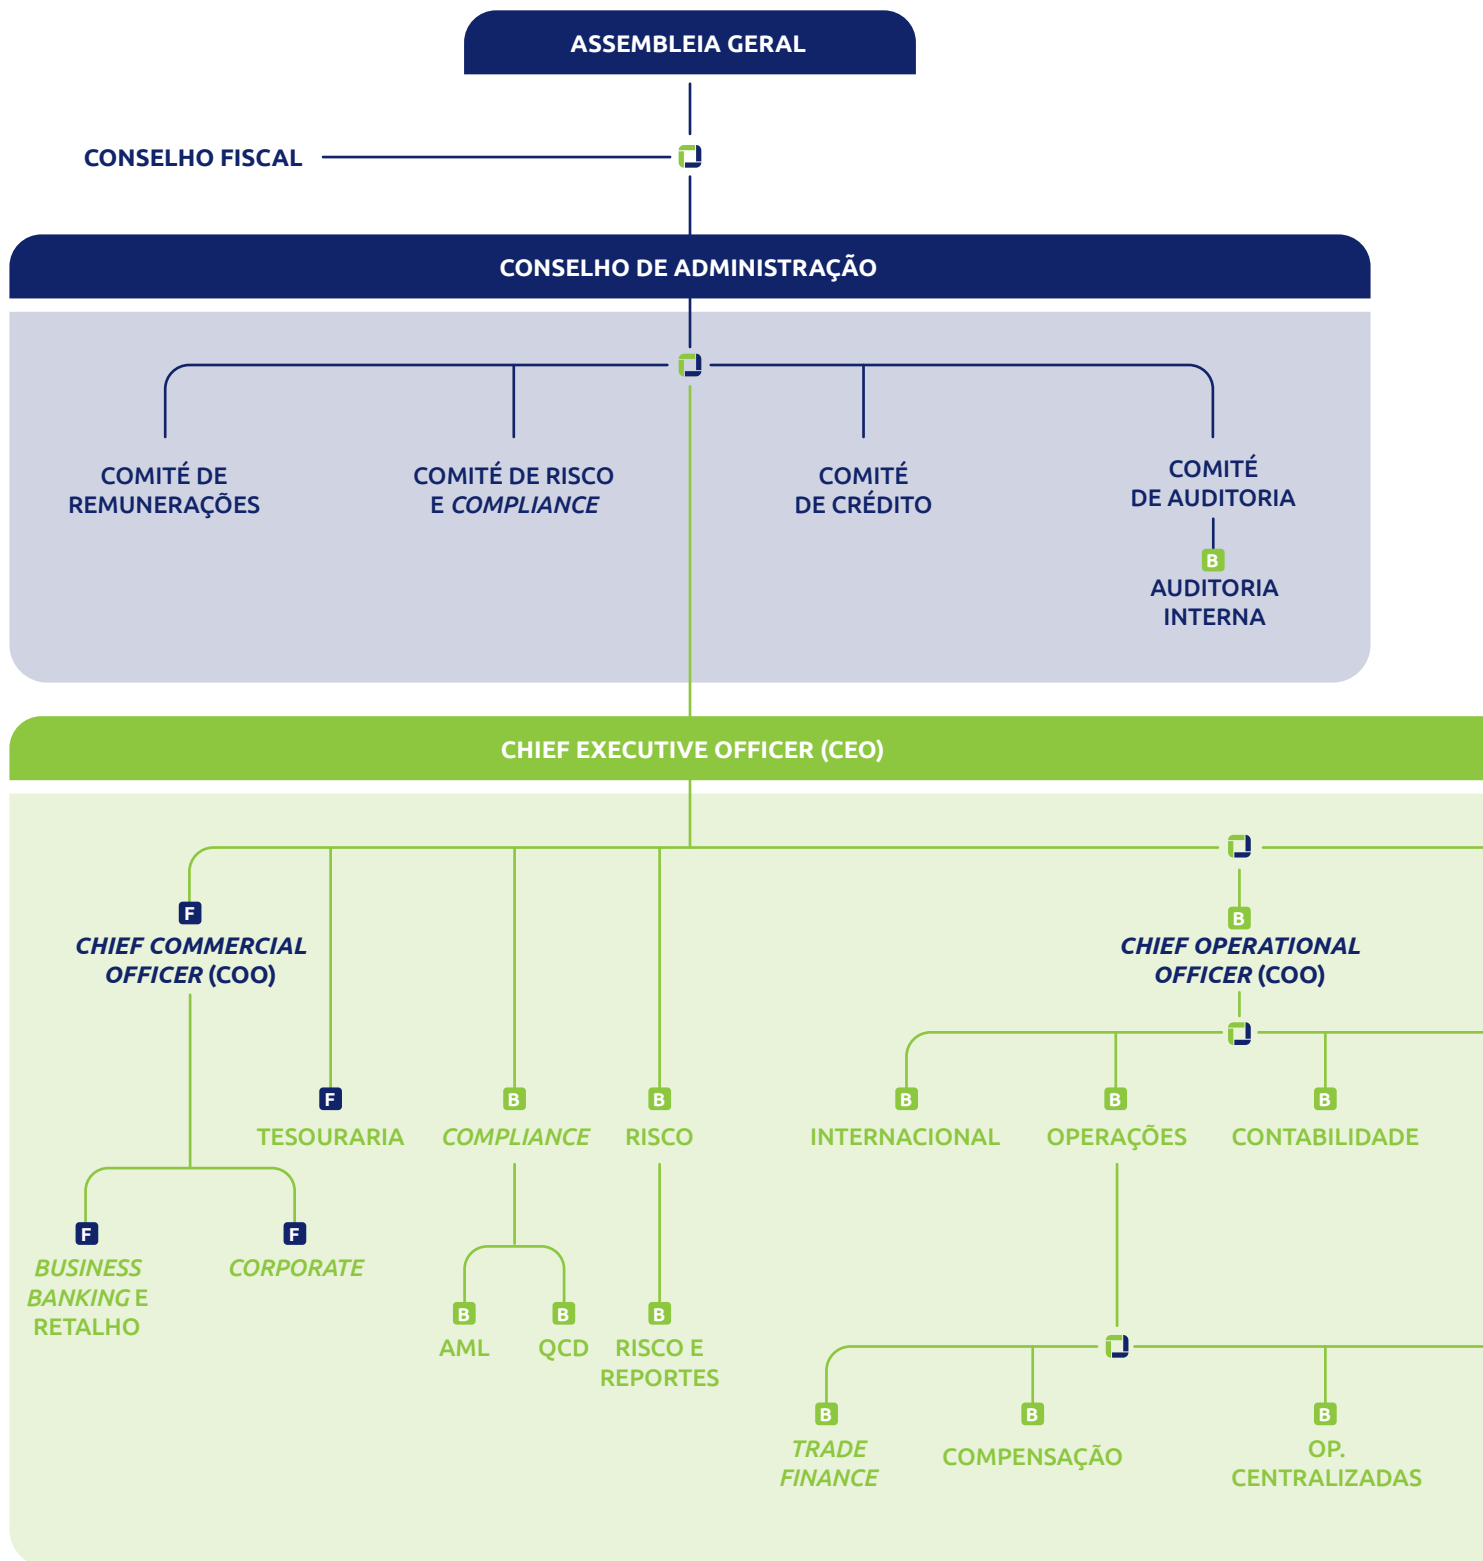 ASSEMBLEIA GERAL
CONSELHO FISCAL
CONSELHO DE ADMINISTRAÇÃO
COMITÉ DE
REMUNERAÇÕES
COMITÉ DE RISCO
E COMPLIANCE
COMITÉ
DE CRÉDITO
COMITÉ
DE AUDITORIA
B
AUDITORIA
INTERNA
CHIEF EXECUTIVE OFFICER (CEO)
F
CHIEF COMMERCIAL
OFFICER (COO)
B
CHIEF OPERATIONAL
OFFICER (COO)
F
TESOURARIA
B
COMPLIANCE
B
RISCO
B
INTERNACIONAL
B
OPERAÇÕES
B
CONTABILIDADE
F
BUSINESS
BANKING E
RETALHO
F
CORPORATE
B
AML
B
QCD
B
RISCO E
REPORTES
B
TRADE
FINANCE
B
COMPENSAÇÃO
B
OP.
CENTRALIZADAS